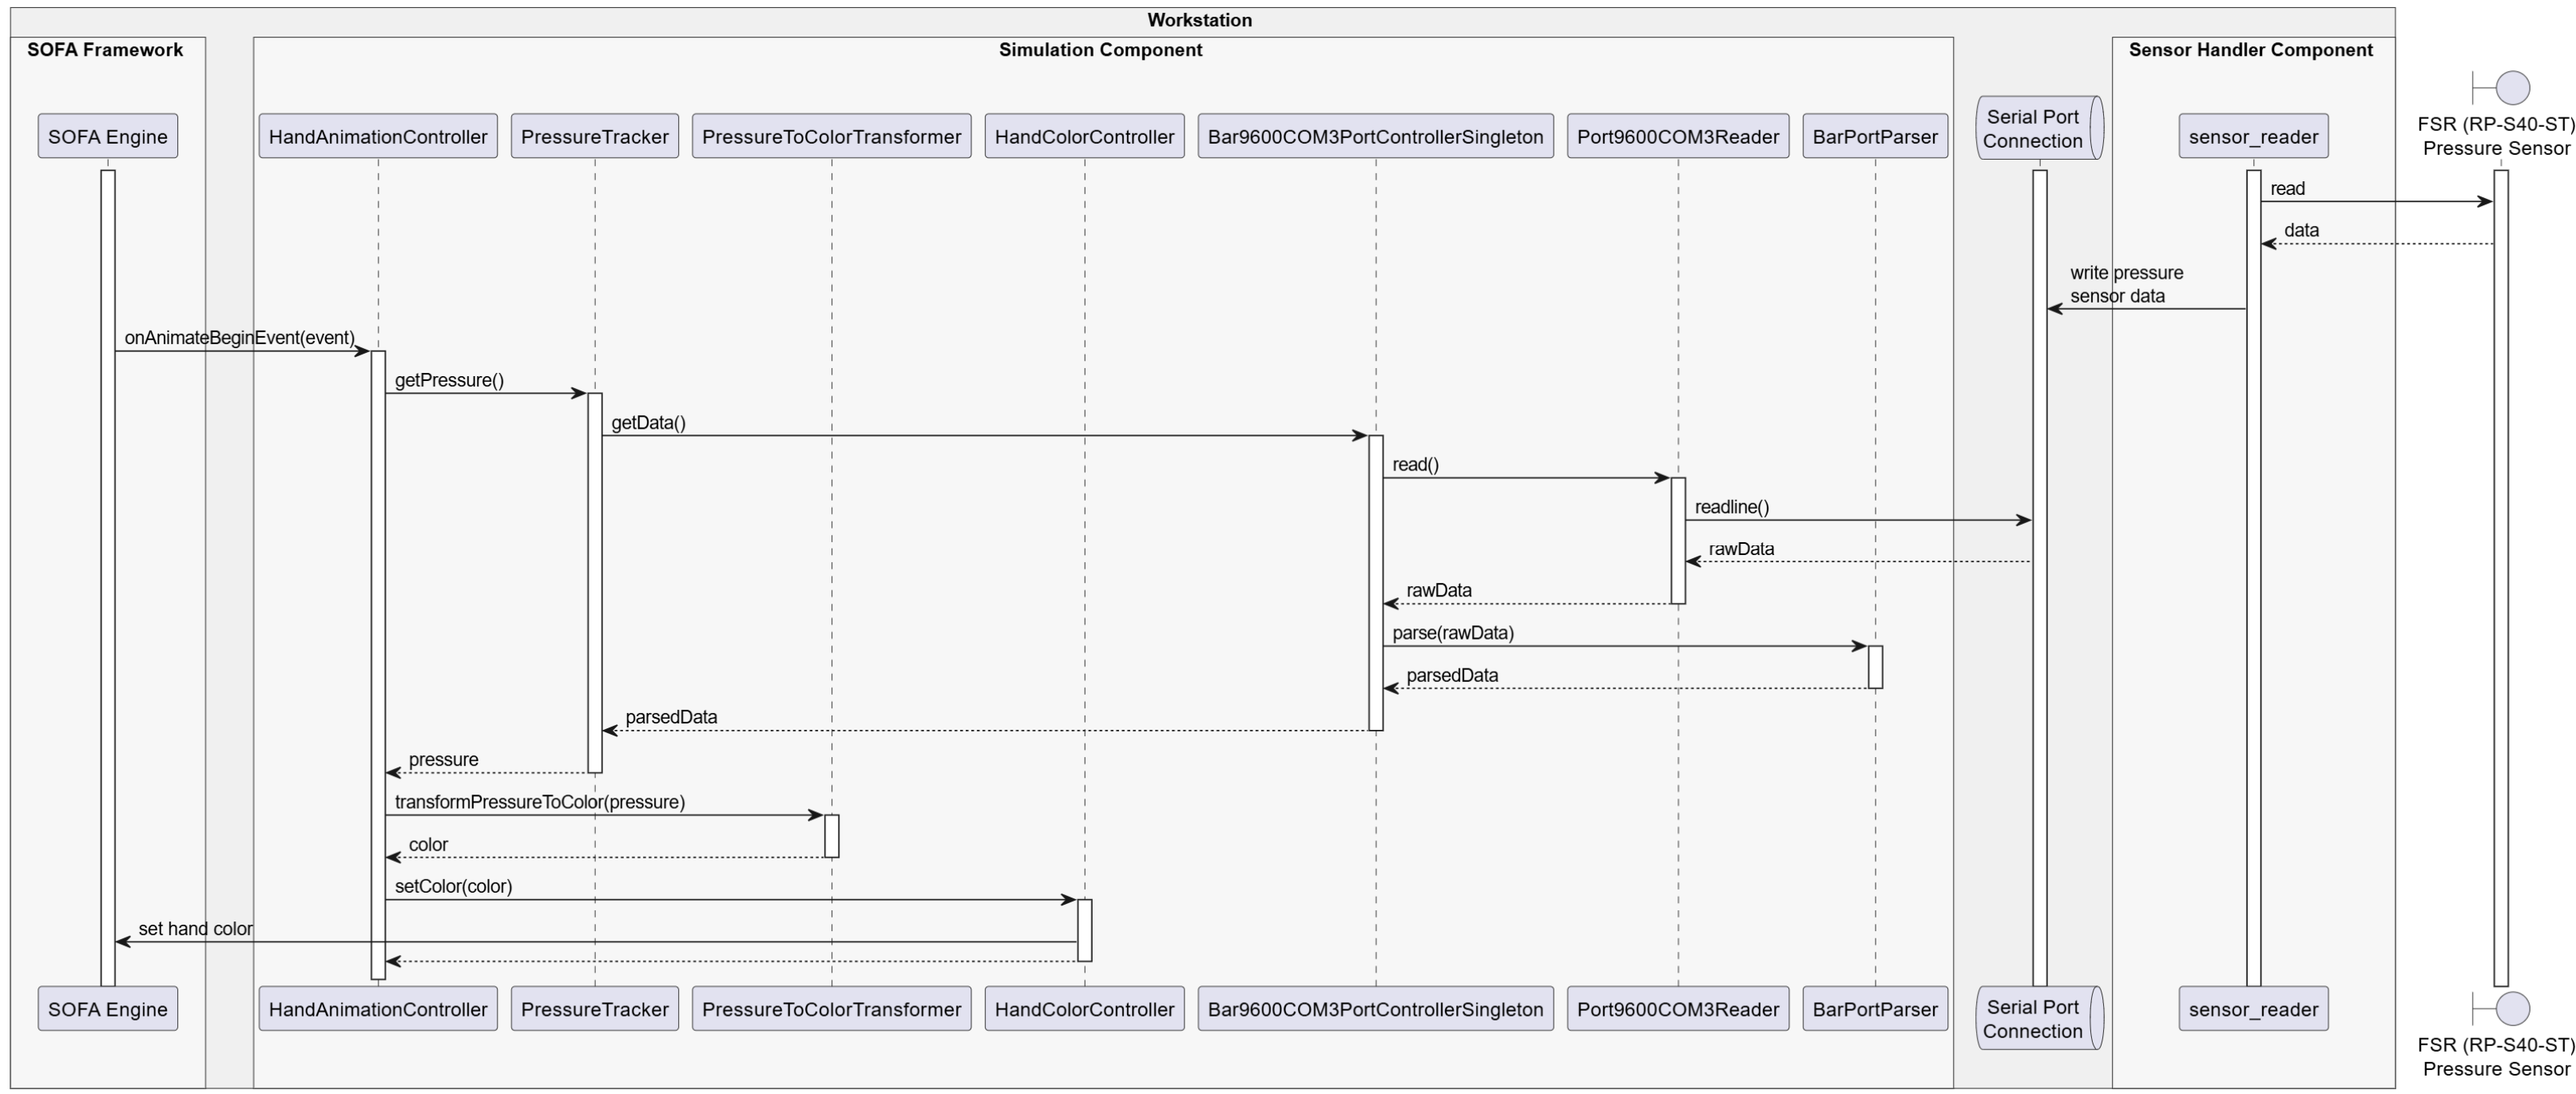 Workstation
SOFA Framework
Simulation Component
Sensor Handler Component
SOFA Engine
HandAnimationController
PressureTracker
PressureToColorTransformer
HandColorController
Bar9600COM3PortControllerSingleton
Port9600COM3Reader
BarPortParser
Serial Port
Connection
sensor_reader
FSR (RP-S40-ST)
Pressure Sensor
read
data
write pressure
sensor data
onAnimateBeginEvent(event)
getPressure()
getData()
read()
readline()
rawData
rawData
parse(rawData)
parsedData
parsedData
pressure
transformPressureToColor(pressure)
color
setColor(color)
set hand color
SOFA Engine
HandAnimationController
PressureTracker
PressureToColorTransformer
HandColorController
Bar9600COM3PortControllerSingleton
Port9600COM3Reader
BarPortParser
Serial Port
Connection
sensor_reader
FSR (RP-S40-ST)
Pressure Sensor